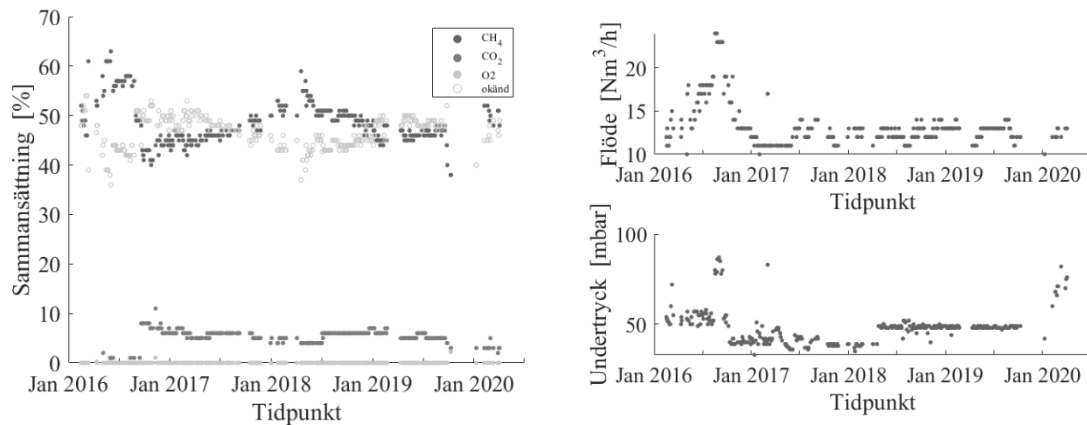 70
60
50
40
30
20
10
0
Sammansättning [%]
CH4
CO2
O2
okänd
Jan 2016 Jan 2017 Jan 2018 Jan 2019 Jan 2020
Tidpunkt
20
15
10
Flöde [Nm³/h]
Jan 2016 Jan 2017 Jan 2018 Jan 2019 Jan 2020
Tidpunkt
100
50
Undertryck [mbar]
Jan 2016 Jan 2017 Jan 2018 Jan 2019 Jan 2020
Tidpunkt